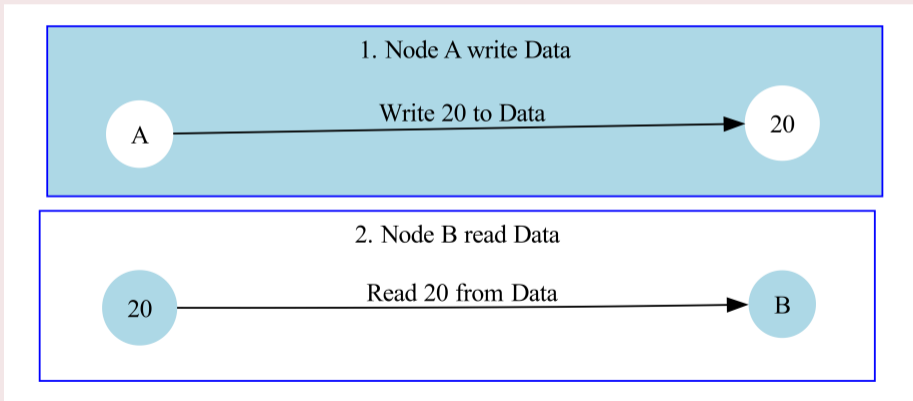 1. Node A write Data
Write 20 to Data
A
20
2. Node B read Data
Read 20 from Data
20
B